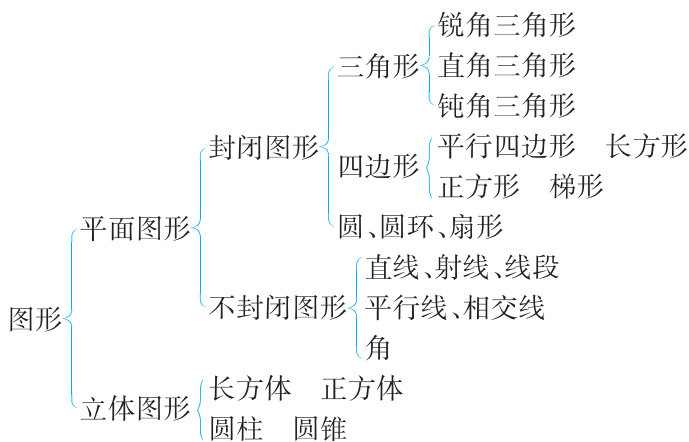 锐角三角形
三角形
直角三角形
钝角三角形
封闭图形
平行四边形 长方形
四边形
正方形 梯形
平面图形
圆、圆环、扇形
直线、射线、线段
不封闭图形
平行线、相交线
图形
角
长方体 正方体
立体图形
圆柱 圆锥